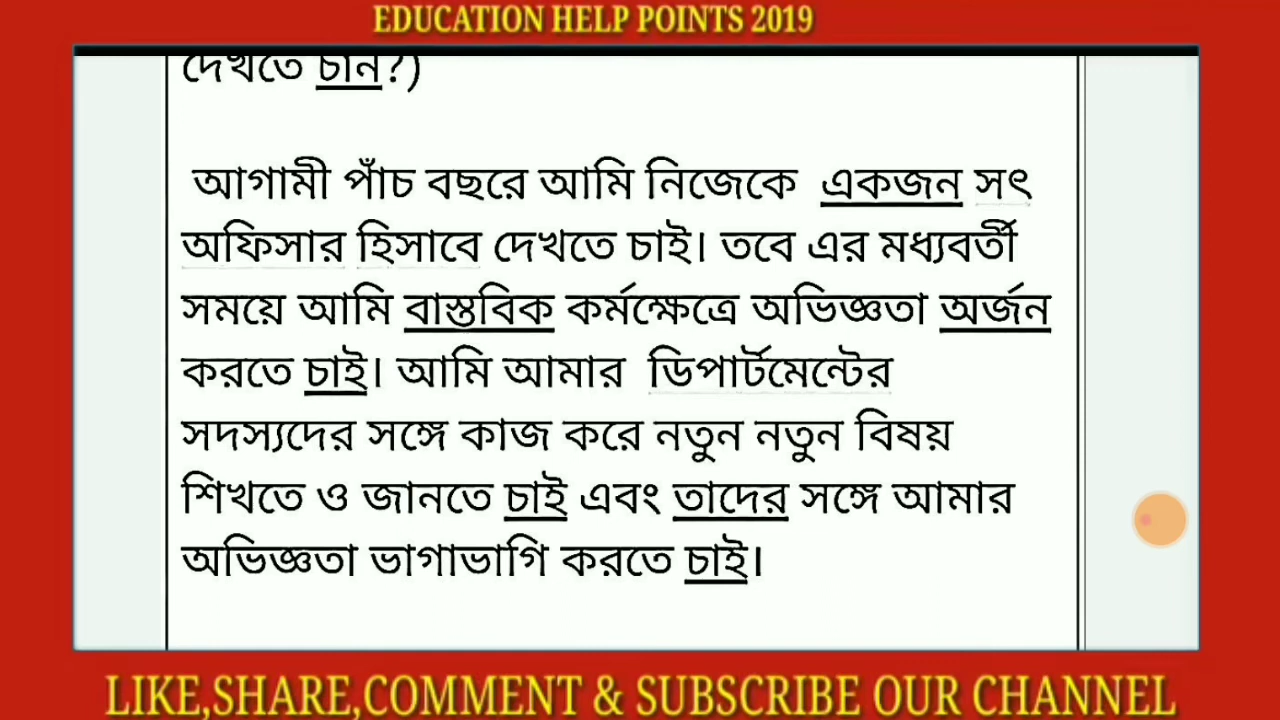 EDUCATION HELP POINTS 2019
দেখতে চান?)
আগামী পাঁচ বছরে আমি নিজেকে একজন সৎ
অফিসার হিসাবে দেখতে চাই। তবে এর মধ্যবর্তী
সময়ে আমি বাস্তবিক কর্মক্ষেত্রে অভিজ্ঞতা অর্জন
করতে চাই। আমি আমার ডিপার্টমেন্টের
সদস্যদের সঙ্গে কাজ করে নতুন নতুন বিষয়
শিখতে ও জানতে চাই এবং তাদের সঙ্গে আমার
অভিজ্ঞতা ভাগাভাগি করতে চাই।
LIKE,SHARE,COMMENT & SUBSCRIBE OUR CHANNEL